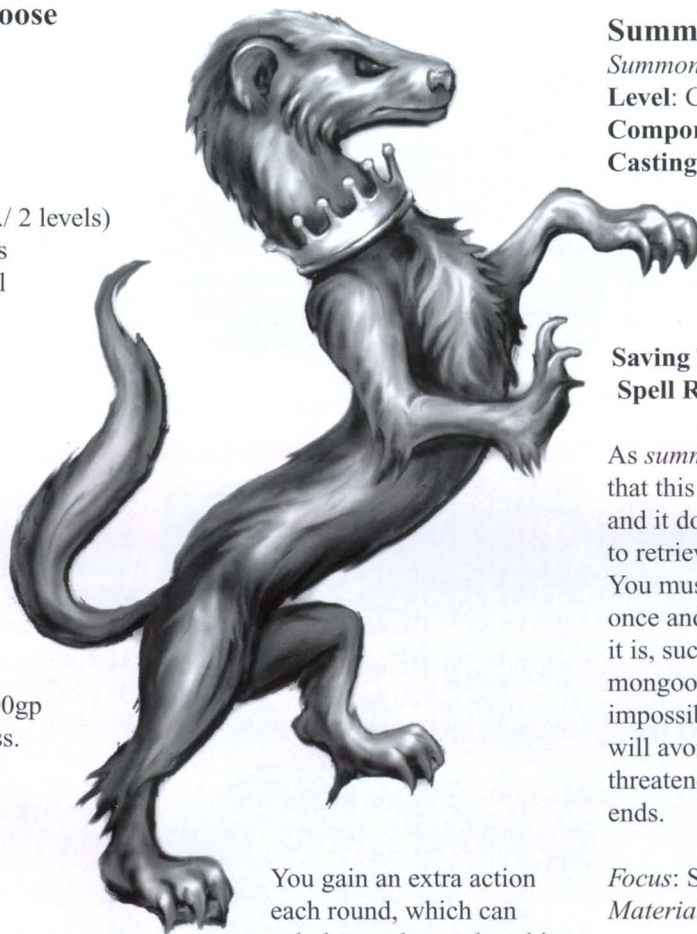 oose
./ 2 levels)
s
l
0gp
ss.
You gain an extra action
each round, which can
Summ
Summon
Level: C
Compor
Casting
Saving
Spell R
As summ
that this
and it do
to retriev
You mus
once and
it is, suc
mongoo
impossib
will avo
threaten
ends.
Focus: S
Materia